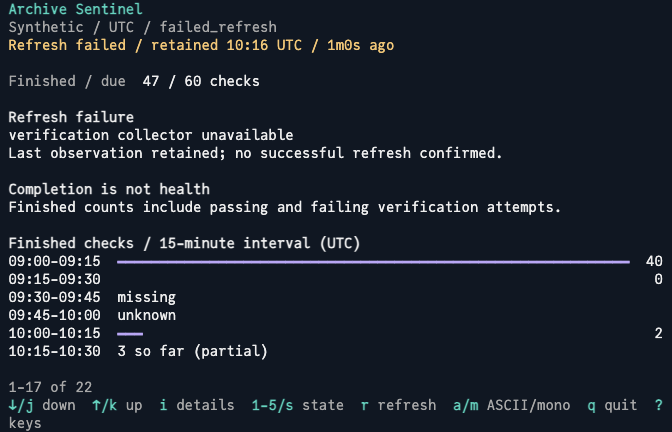 Archive Sentinel
Synthetic / UTC / failed_refresh
Refresh failed / retained 10:16 UTC / 1m0s ago
Finished / due  47 / 60 checks
Refresh failure
verification collector unavailable
Last observation retained; no successful refresh confirmed.
Completion is not health
Finished counts include passing and failing verification attempts.
Finished checks / 15-minute interval (UTC)
09:00-09:15 40
09:15-09:30 0
09:30-09:45 missing
09:45-10:00 unknown
10:00-10:15 2
10:15-10:30 3 so far (partial)
1-17 of 22
↓/j down  ↑/k up  i details  1-5/s state  r refresh  a/m ASCII/mono  q quit  ?
keys